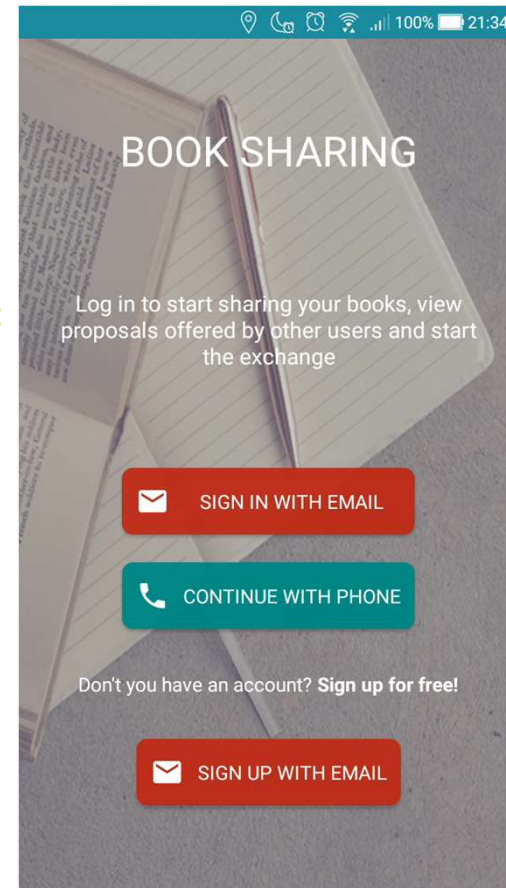 100% 21:34
BOOK SHARING
Log in to start sharing your books, view
proposals offered by other users and start
the exchange
SIGN IN WITH EMAIL
CONTINUE WITH PHONE
Don't you have an account? Sign up for free!
SIGN UP WITH EMAIL